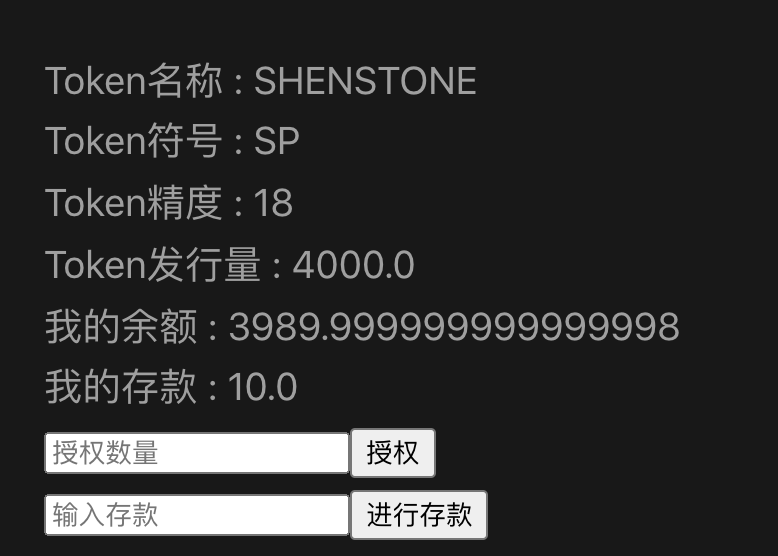 Token名称 : SHENSTONE
Token符号 : SP
Token精度 : 18
Token发行量 : 4000.0
我的余额 : 3989.999999999999998
我的存款 : 10.0
授权数量 授权
输入存款 进行存款